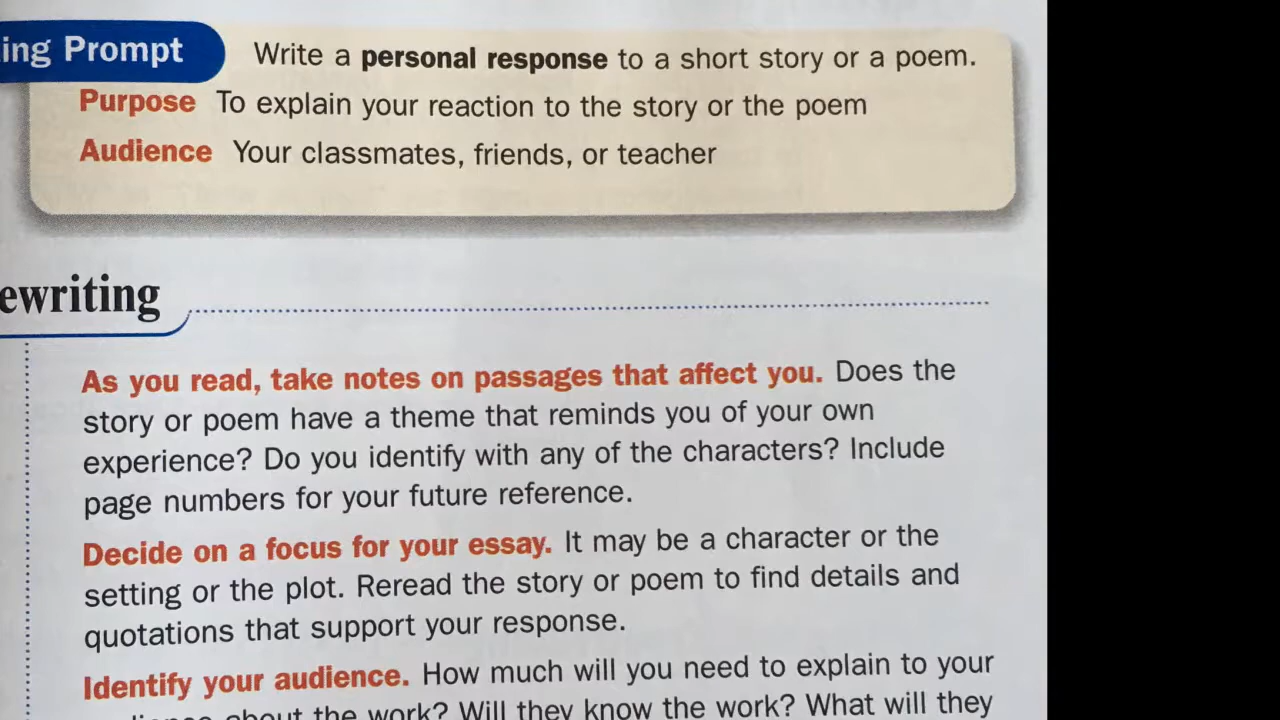 ing Prompt Write a personal response to a short story or a poem.
Purpose To explain your reaction to the story or the poem
Audience Your classmates, friends, or teacher
ewriting
As you read, take notes on passages that affect you. Does the
story or poem have a theme that reminds you of your own
experience? Do you identify with any of the characters? Include
page numbers for your future reference.
Decide on a focus for your essay. It may be a character or the
setting or the plot. Reread the story or poem to find details and
quotations that support your response.
Identify your audience. How much will you need to explain to your
about the work? Will they know the work? What will they